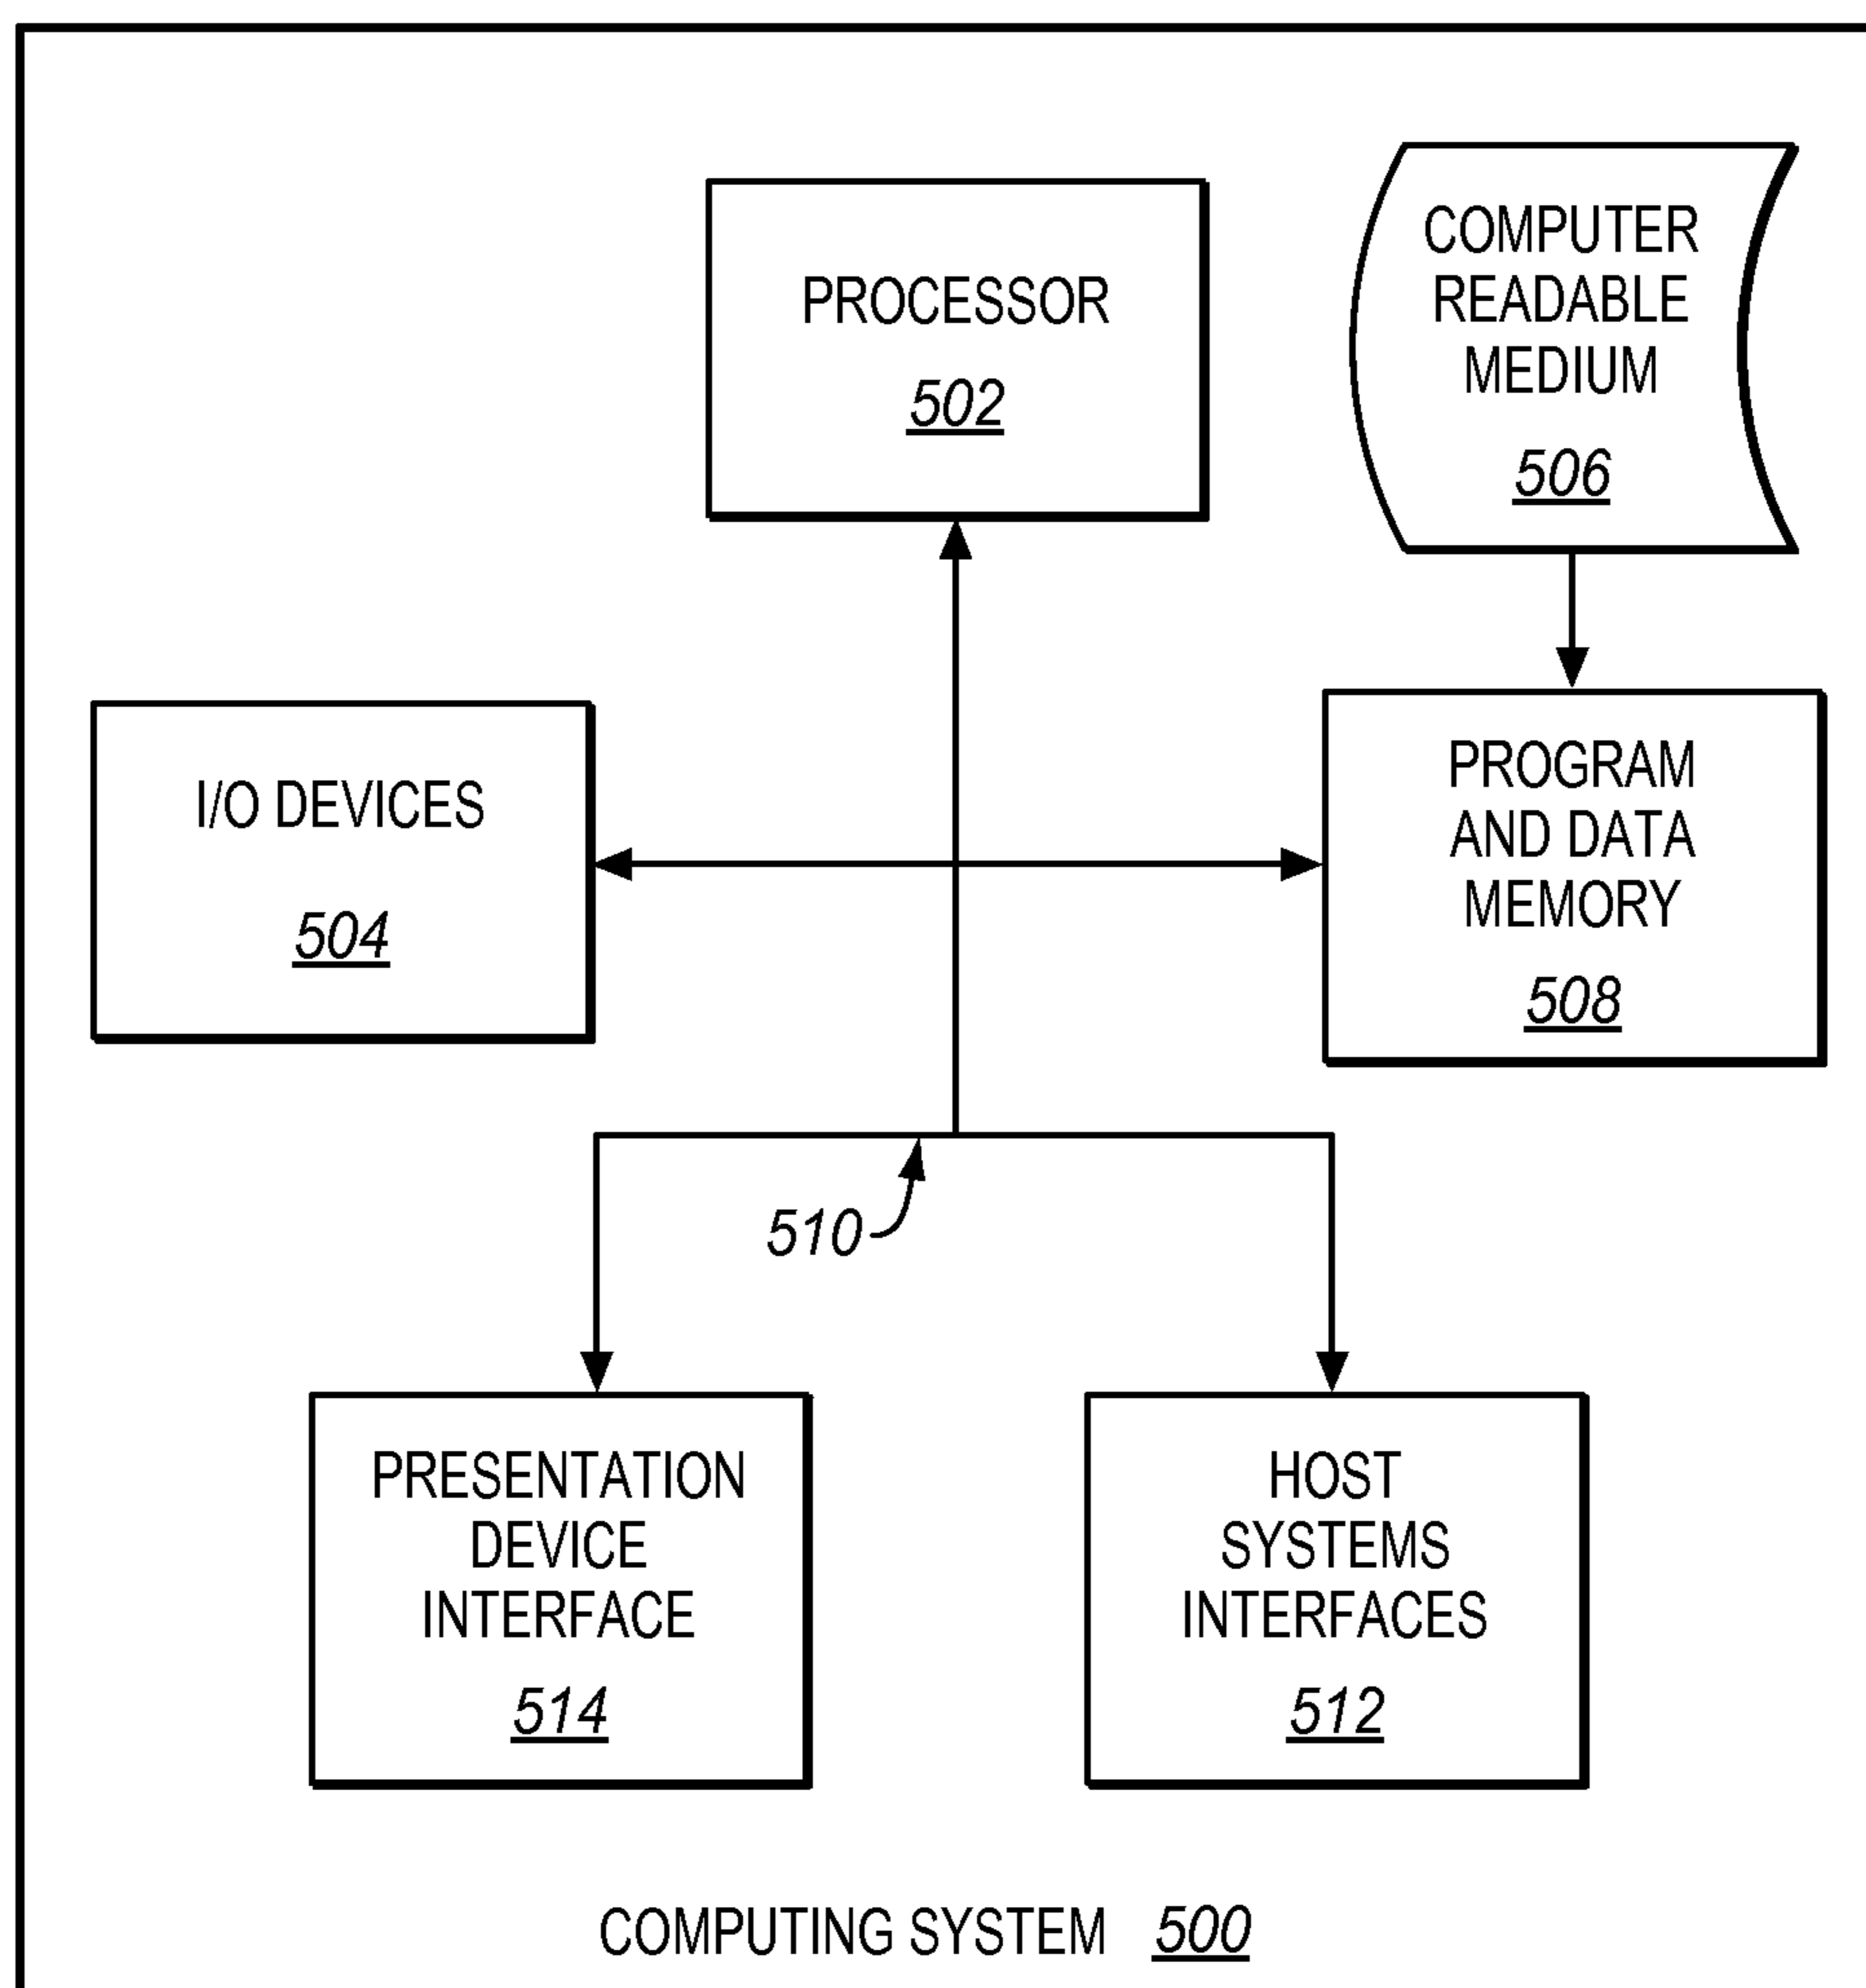 PROCESSOR
502
COMPUTER
READABLE
MEDIUM
506
I/O DEVICES
504
PROGRAM
AND DATA
MEMORY
508
510
PRESENTATION
DEVICE
INTERFACE
514
HOST
SYSTEMS
INTERFACES
512
COMPUTING SYSTEM 500